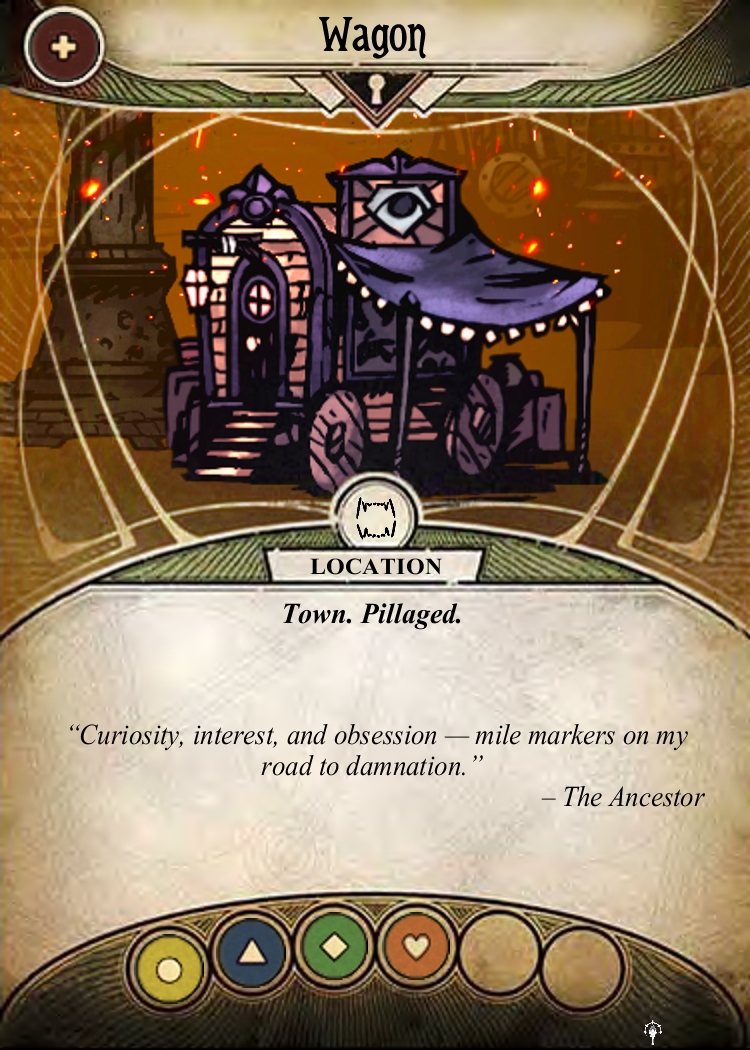 Wagon
LOCATION
Town. Pillaged.
“Curiosity, interest, and obsession — mile markers on my
road to damnation.”
– The Ancestor